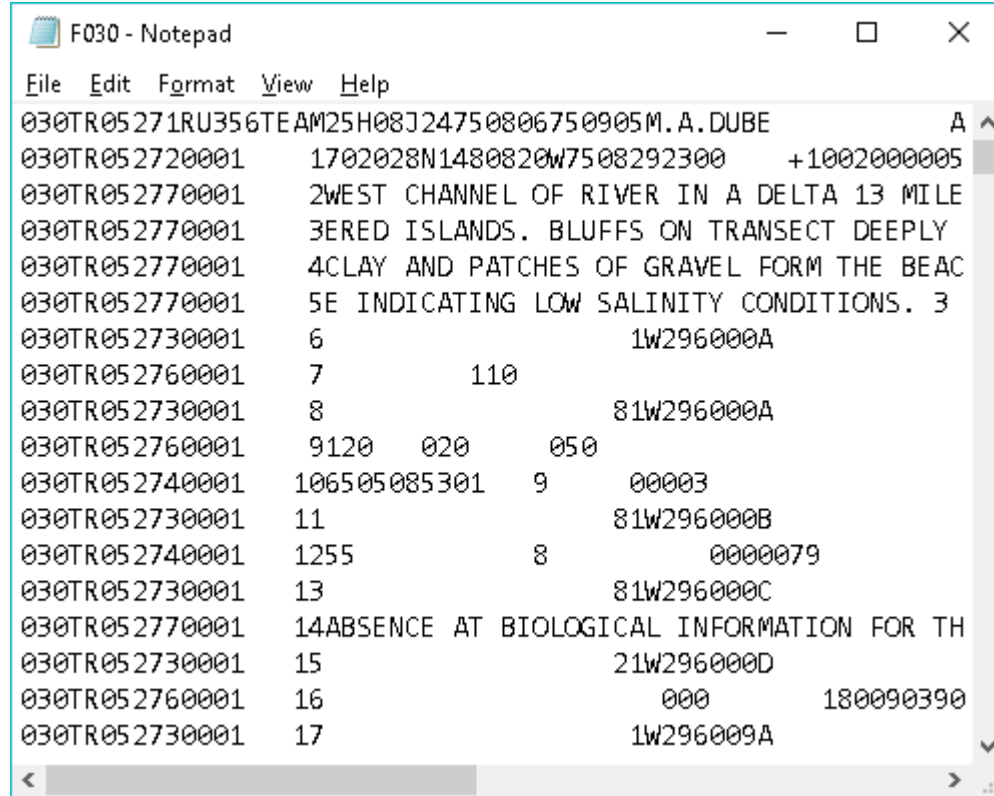 F030 - Notepad
File Edit Format View Help
030TR05271RU356TEAM25H08J24750806750905M.A.DUBE           A
030TR052720001    1702028N1480820W7508292300    +1002000005
030TR052770001    2WEST CHANNEL OF RIVER IN A DELTA 13 MILE
030TR052770001    3ERED ISLANDS. BLUFFS ON TRANSECT DEEPLY
030TR052770001    4CLAY AND PATCHES OF GRAVEL FORM THE BEAC
030TR052770001    5E INDICATING LOW SALINITY CONDITIONS. 3
030TR052730001    6                   1W296000A
030TR052760001    7         110
030TR052730001    8                  81W296000A
030TR052760001    9120   020     050
030TR052740001   106505085301   9     00003
030TR052730001   11                  81W296000B
030TR052740001   1255           8          0000079
030TR052730001   13                  81W296000C
030TR052770001   14ABSENCE AT BIOLOGICAL INFORMATION FOR TH
030TR052730001   15                  21W296000D
030TR052760001   16                     000       180090390
030TR052730001   17                   1W296009A